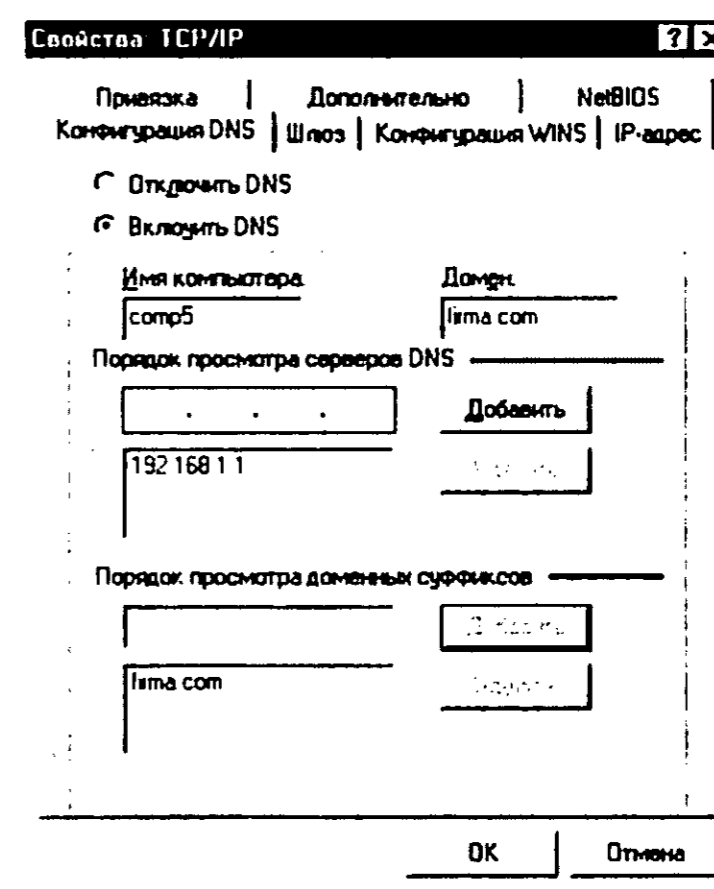 Свойства TCP/IP
Привязка Дополнительно NetBIOS
Конфигурация DNS Шлюз Конфигурация WINS IP-адрес
Отключить DNS
Включить DNS
Имя компьютера Домен
comp5 firma com
Порядок просмотра серверов DNS
. . . Добавить
192 168 1 1
Порядок просмотра доменных суффиксов
Добавить
firma com Удалить
OK Отмена